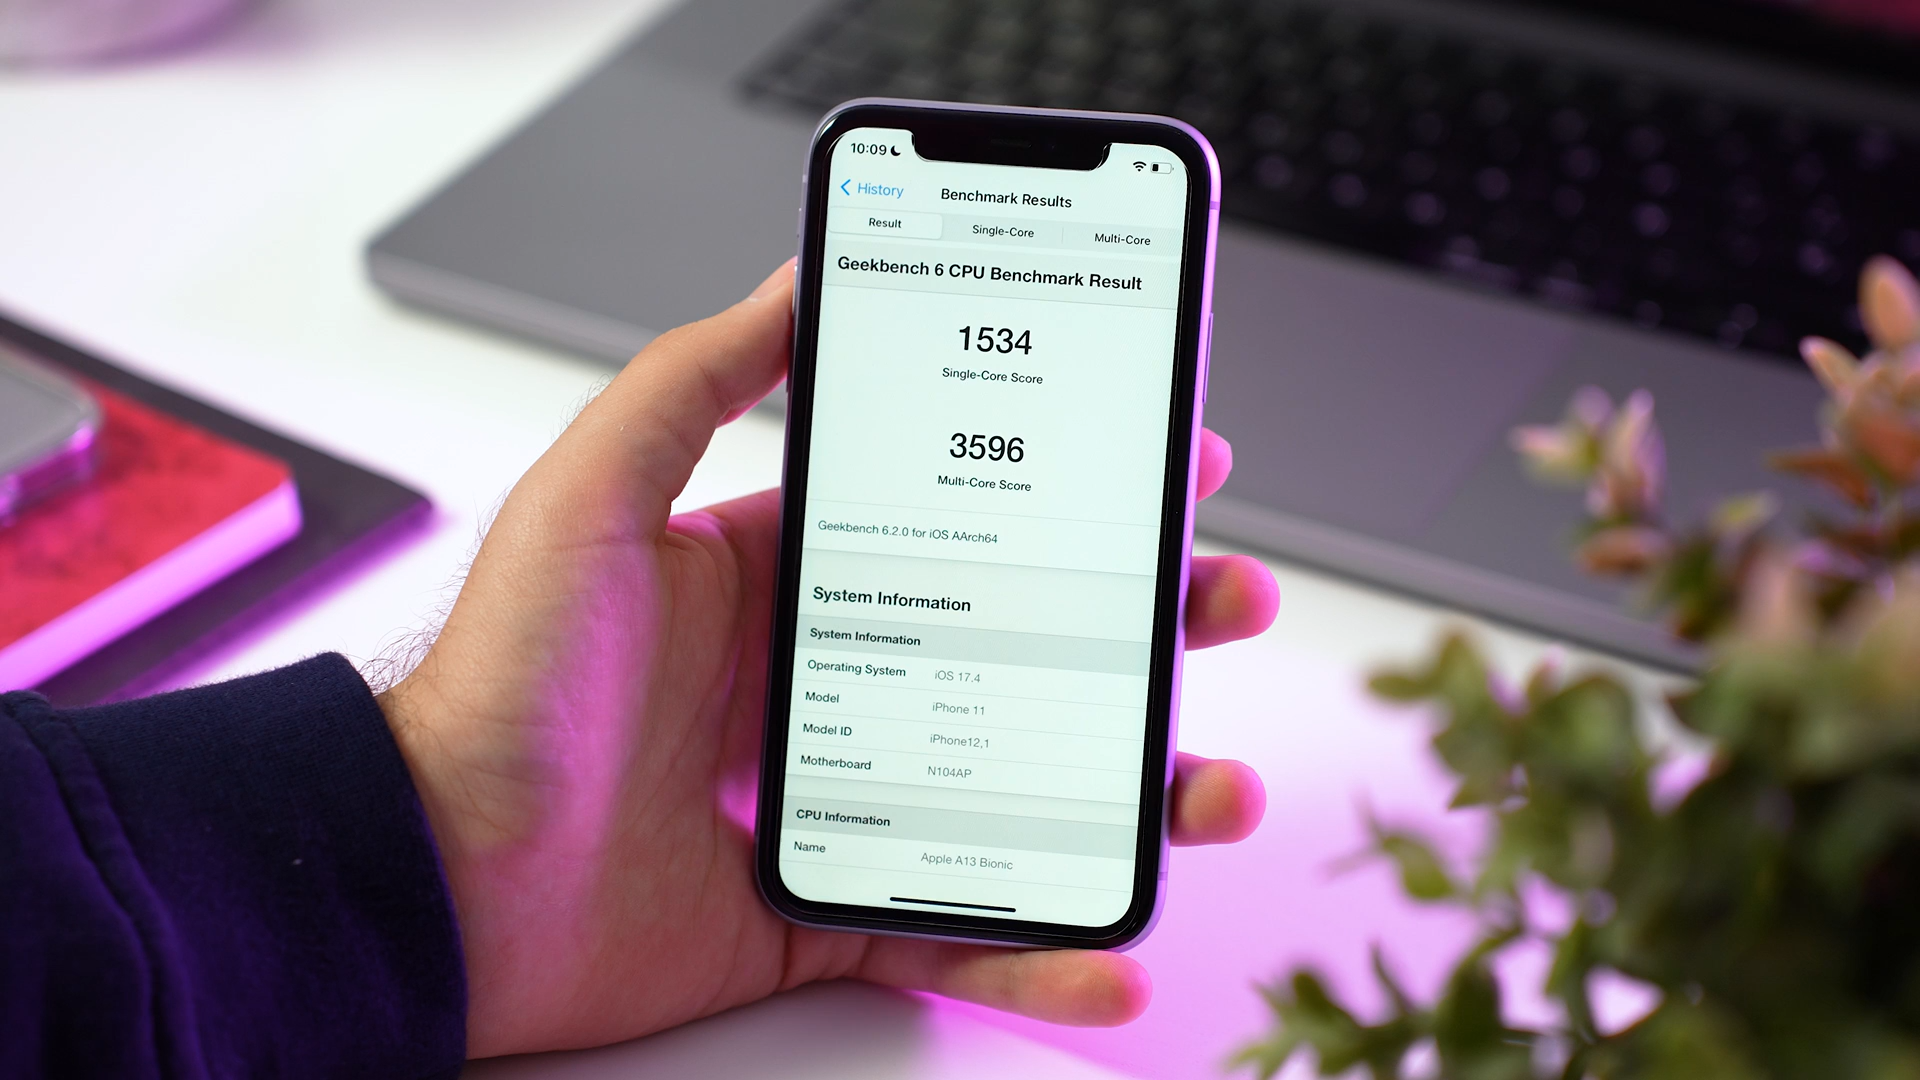 10:09
History
Benchmark Results
Result Single-Core Multi-Core
Geekbench 6 CPU Benchmark Result
1534
Single-Core Score
3596
Multi-Core Score
Geekbench 6.2.0 for iOS AArch64
System Information
System Information
Operating System iOS 17.4
Model iPhone 11
Model ID iPhone12,1
Motherboard N104AP
CPU Information
Name Apple A13 Bionic